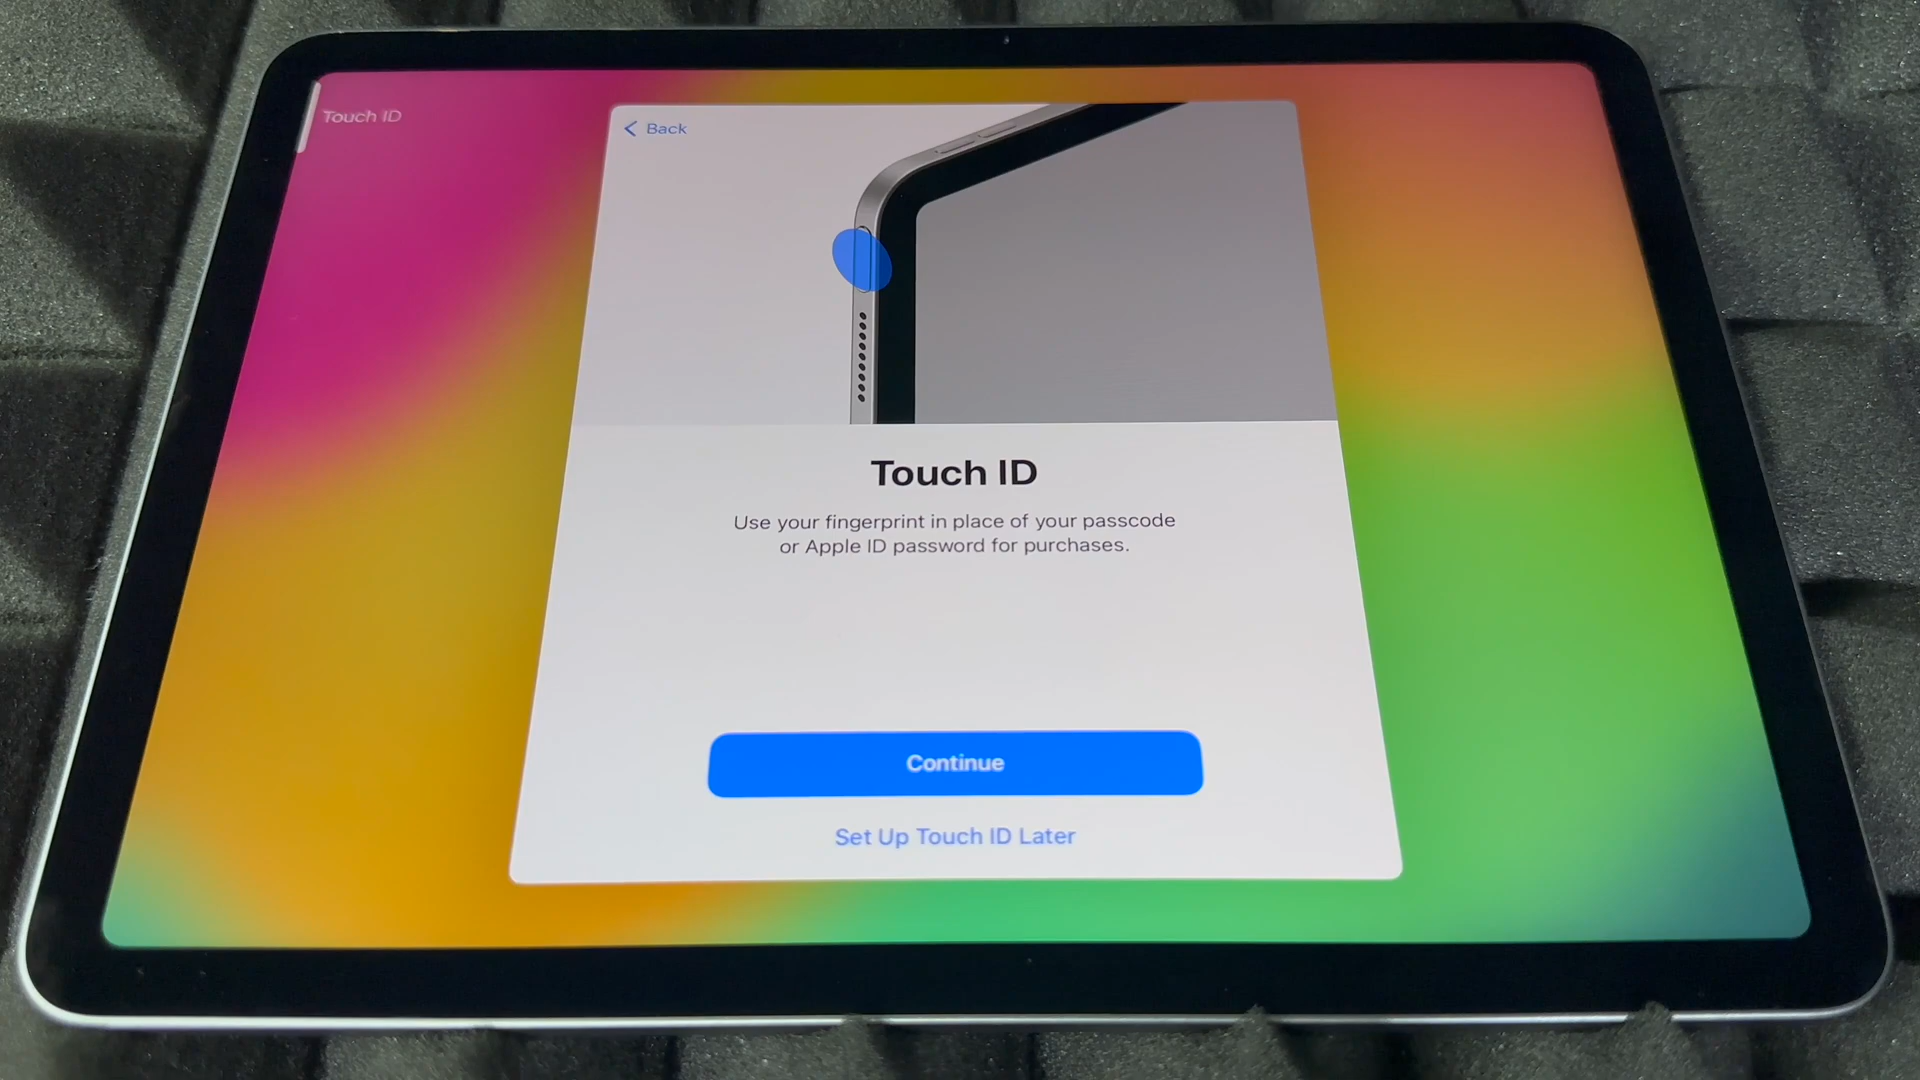 Touch ID
Back
Touch ID
Use your fingerprint in place of your passcode
or Apple ID password for purchases.
Continue
Set Up Touch ID Later